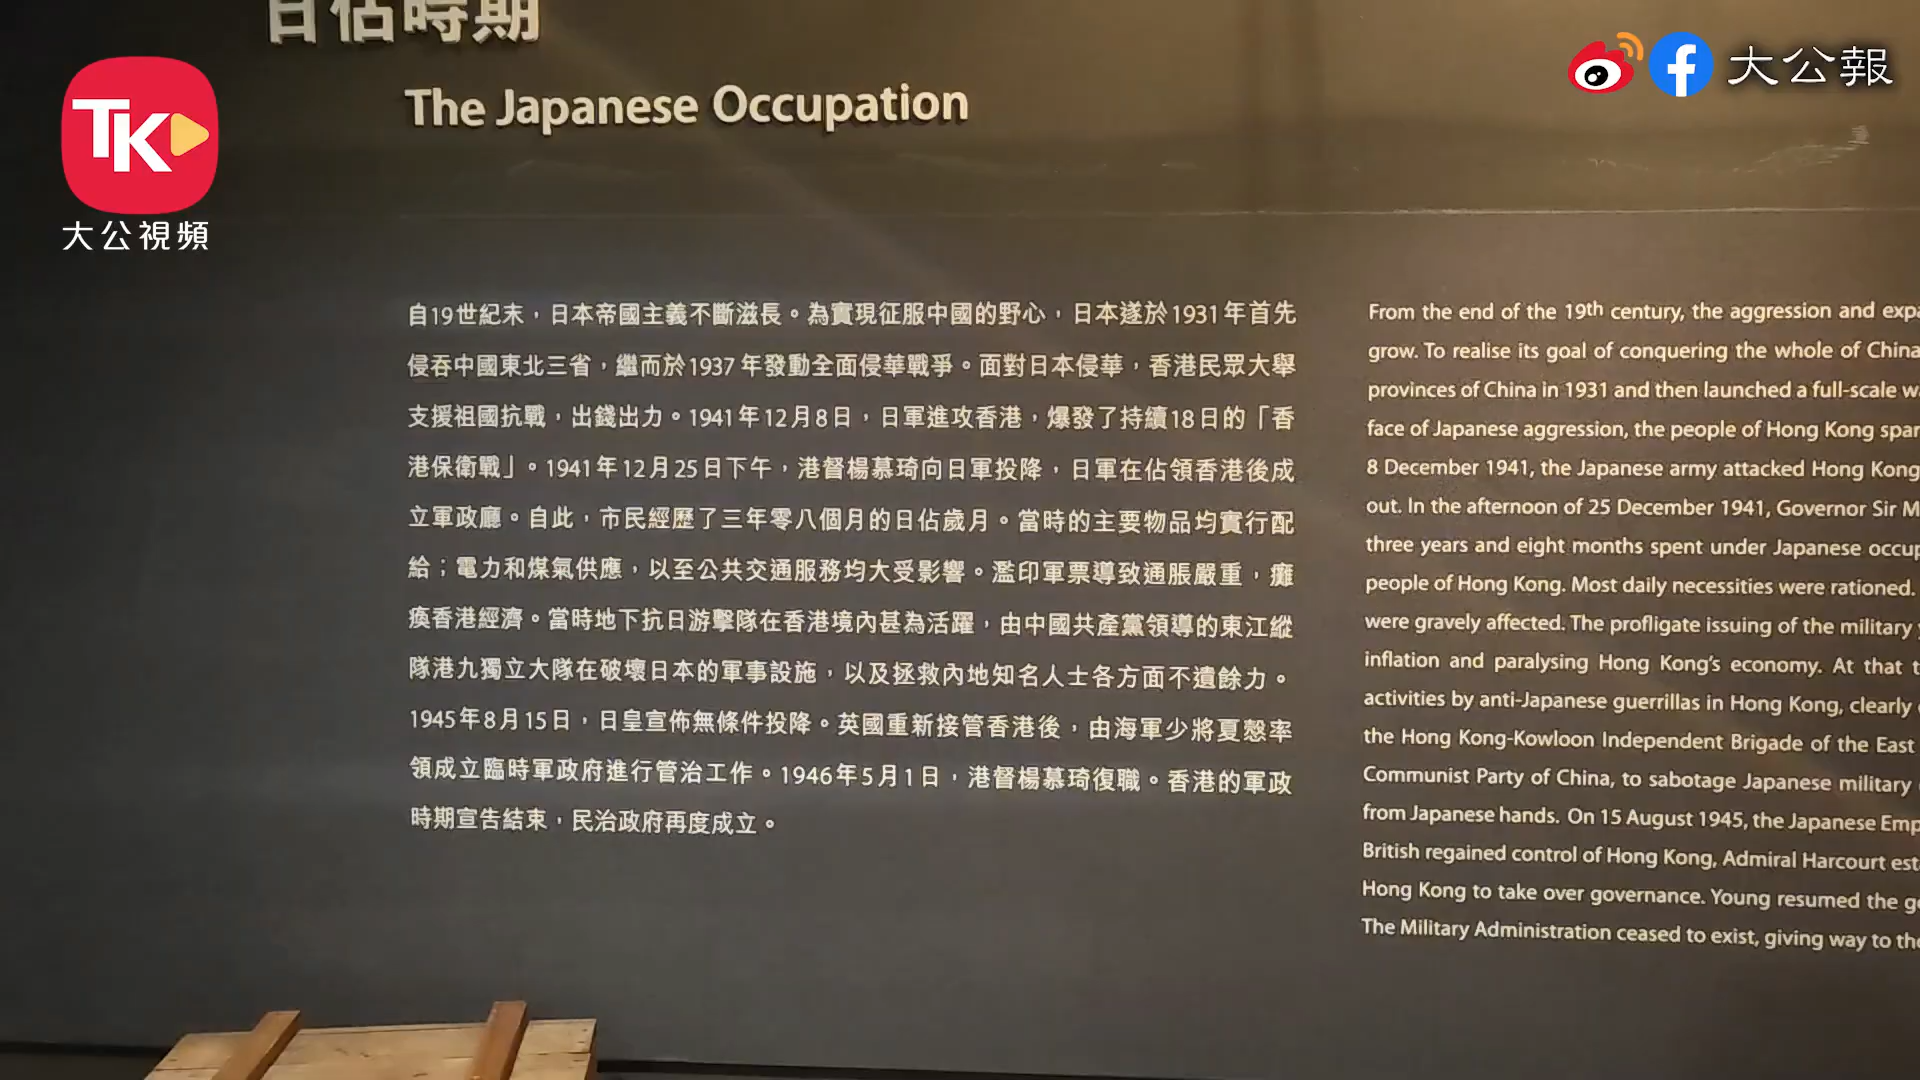 日佔時期
The Japanese Occupation
TK
大公視頻
大公報
自19世紀末，日本帝國主義不斷滋長。為實現征服中國的野心，日本遂於1931年首先
侵吞中國東北三省，繼而於1937年發動全面侵華戰爭。面對日本侵華，香港民眾大舉
支援祖國抗戰，出錢出力。1941年12月8日，日軍進攻香港，爆發了持續18日的「香
港保衛戰」。1941年12月25日下午，港督楊慕琦向日軍投降，日軍在佔領香港後成
立軍政廳。自此，市民經歷了三年零八個月的日佔歲月。當時的主要物品均實行配
給；電力和煤氣供應，以至公共交通服務均大受影響。濫印軍票導致通脹嚴重，癱
瘓香港經濟。當時地下抗日游擊隊在香港境內甚為活躍，由中國共產黨領導的東江縱
隊港九獨立大隊在破壞日本的軍事設施，以及拯救內地知名人士各方面不遺餘力。
1945年8月15日，日皇宣佈無條件投降。英國重新接管香港後，由海軍少將夏慤率
領成立臨時軍政府進行管治工作。1946年5月1日，港督楊慕琦復職。香港的軍政
時期宣告結束，民治政府再度成立。
From the end of the 19th century, the aggression and expa
grow. To realise its goal of conquering the whole of China
provinces of China in 1931 and then launched a full-scale w
face of Japanese aggression, the people of Hong Kong spar
8 December 1941, the Japanese army attacked Hong Kong
out. In the afternoon of 25 December 1941, Governor Sir M
three years and eight months spent under Japanese occup
people of Hong Kong. Most daily necessities were rationed.
were gravely affected. The profligate issuing of the military
inflation and paralysing Hong Kong's economy. At that t
activities by anti-Japanese guerrillas in Hong Kong, clearly
the Hong Kong-Kowloon Independent Brigade of the East
Communist Party of China, to sabotage Japanese military
from Japanese hands. On 15 August 1945, the Japanese Emp
British regained control of Hong Kong, Admiral Harcourt est
Hong Kong to take over governance. Young resumed the g
The Military Administration ceased to exist, giving way to the